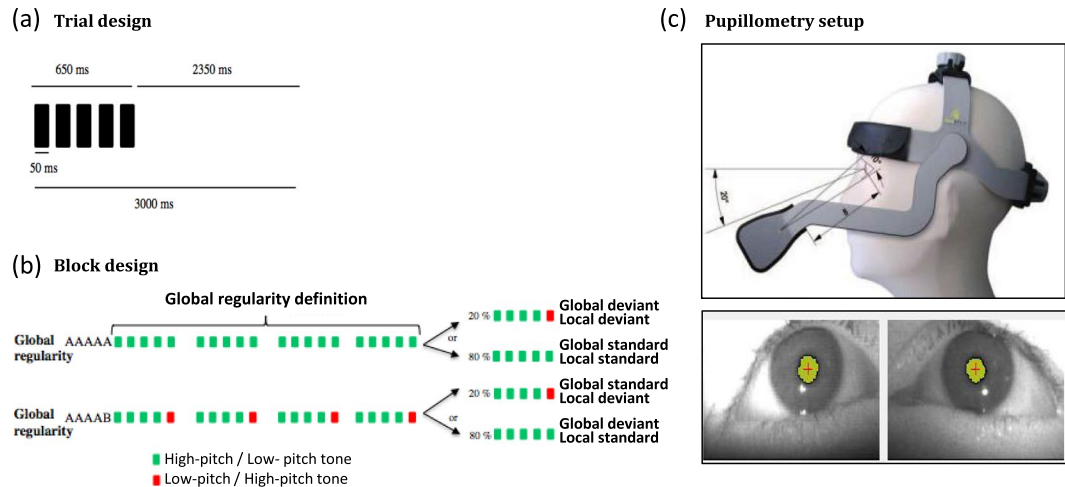 (a) Trial design
650 ms
2350 ms
50 ms
3000 ms
(b) Block design
Global regularity definition
Global regularity
AAAAA
20 %
Global deviant
Local deviant
or
80 %
Global standard
Local standard
Global regularity
AAAAB
20 %
Global standard
Local deviant
or
80 %
Global deviant
Local standard
High-pitch / Low- pitch tone
Low-pitch / High-pitch tone
(c) Pupillometry setup
20°